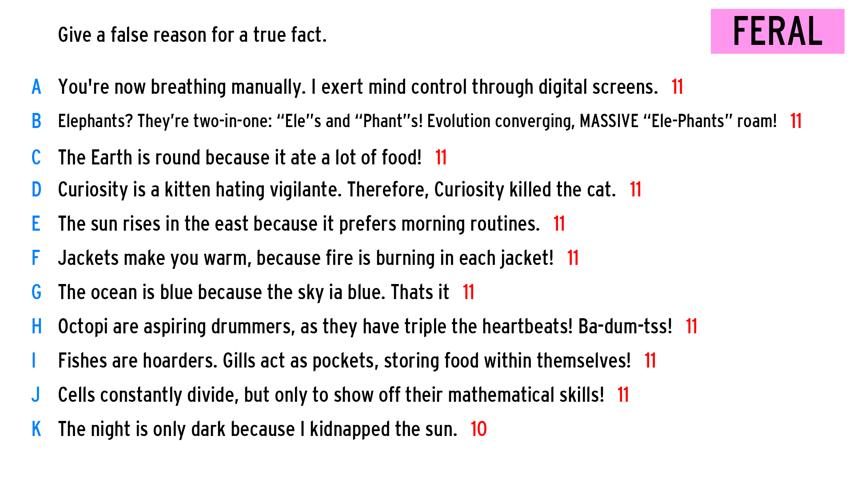 Give a false reason for a true fact.
FERAL
A You're now breathing manually. I exert mind control through digital screens. 11
B Elephants? They're two-in-one: “Ele”s and “Phant”s! Evolution converging, MASSIVE “Ele-Phants” roam! 11
C The Earth is round because it ate a lot of food! 11
D Curiosity is a kitten hating vigilante. Therefore, Curiosity killed the cat. 11
E The sun rises in the east because it prefers morning routines. 11
F Jackets make you warm, because fire is burning in each jacket! 11
G The ocean is blue because the sky ia blue. Thats it 11
H Octopi are aspiring drummers, as they have triple the heartbeats! Ba-dum-tss! 11
I Fishes are hoarders. Gills act as pockets, storing food within themselves! 11
J Cells constantly divide, but only to show off their mathematical skills! 11
K The night is only dark because I kidnapped the sun. 10